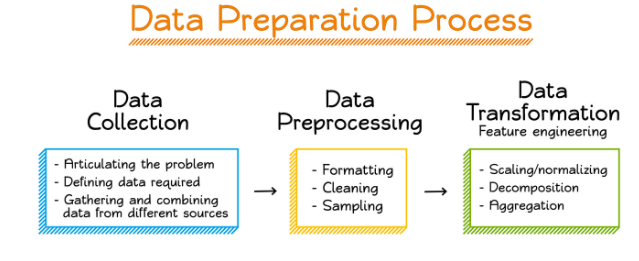 Data Preparation Process
Data
Collection
- Articulating the problem
- Defining data required
- Gathering and combining
data from different sources
Data
Preprocessing
- Formatting
- Cleaning
- Sampling
Data
Transformation
Feature engineering
- Scaling/normalizing
- Decomposition
- Aggregation